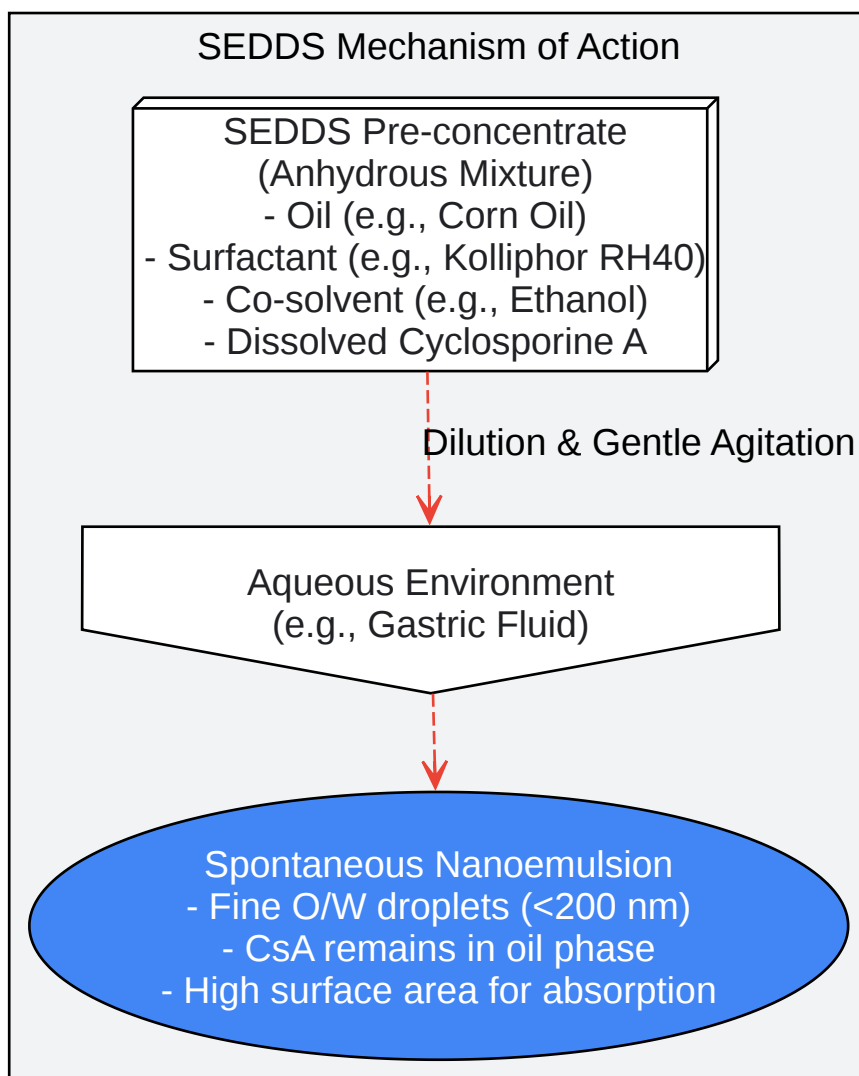 SEDDS Mechanism of Action
SEDDS Pre-concentrate
(Anhydrous Mixture)
- Oil (e.g., Corn Oil)
- Surfactant (e.g., Kolliphor RH40)
- Co-solvent (e.g., Ethanol)
- Dissolved Cyclosporine A
Dilution & Gentle Agitation
Aqueous Environment
(e.g., Gastric Fluid)
Spontaneous Nanoemulsion
- Fine O/W droplets (<200 nm)
- CsA remains in oil phase
- High surface area for absorption